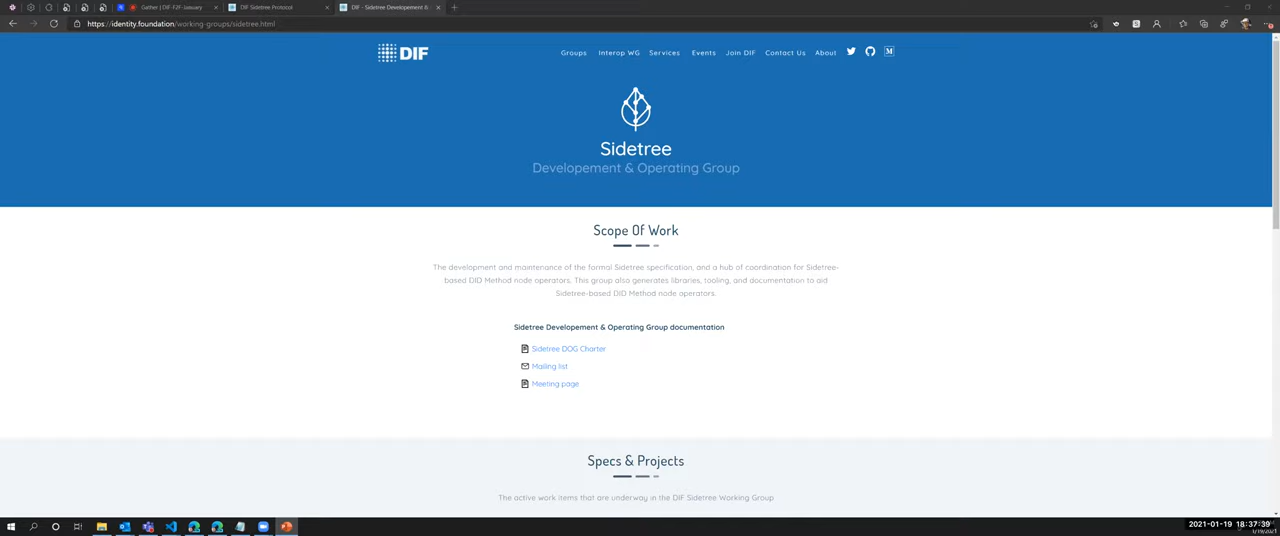 Gather | DIF-F2F-January
DIF Sidetree Protocol
DIF - Sidetree Developement &
https://identity.foundation/working-groups/sidetree.html
DIF
Groups Interop WG Services Events Join DIF Contact Us About
Sidetree
Developement & Operating Group
Scope Of Work
The development and maintenance of the formal Sidetree specification, and a hub of coordination for Sidetree-
based DID Method node operators. This group also generates libraries, tooling, and documentation to aid
Sidetree-based DID Method node operators.
Sidetree Developement & Operating Group documentation
Sidetree DOG Charter
Mailing list
Meeting page
Specs & Projects
The active work items that are underway in the DIF Sidetree Working Group
2021-01-19 18:37:39
1/19/2021